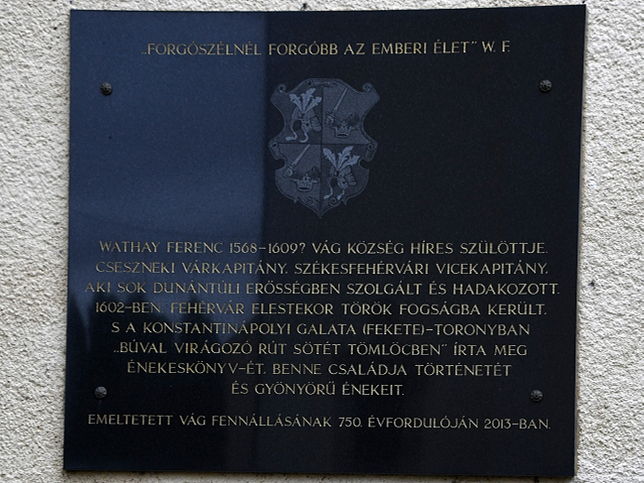 „FORGÓSZÉLNÉL FORGÓBB AZ EMBERI ÉLET" W. F.
WATHAY FERENC 1568-1609? VÁG KÖZSÉG HÍRES SZÜLÖTTJE.
CSESZNEKI VÁRKAPITÁNY, SZÉKESFEHÉRVÁRI VICEKAPITÁNY,
AKI SOK DUNÁNTÚLI ERŐSSÉGBEN SZOLGÁLT ÉS HADAKOZOTT.
1602-BEN, FEHÉRVÁR ELESTEKOR TÖRÖK FOGSÁGBA KERÜLT.
S A KONSTANTINÁPOLYI GALATA (FEKETE)-TORONYBAN
„BÚVAL VIRÁGOZÓ RÚT SÖTÉT TÖMLÖCBEN" ÍRTA MEG
ÉNEKESKÖNYV-ÉT, BENNE CSALÁDJA TÖRTÉNETÉT
ÉS GYÖNYÖRŰ ÉNEKEIT.
EMELTETETT VÁG FENNÁLLÁSÁNAK 750. ÉVFORDULÓJÁN 2013-BAN.